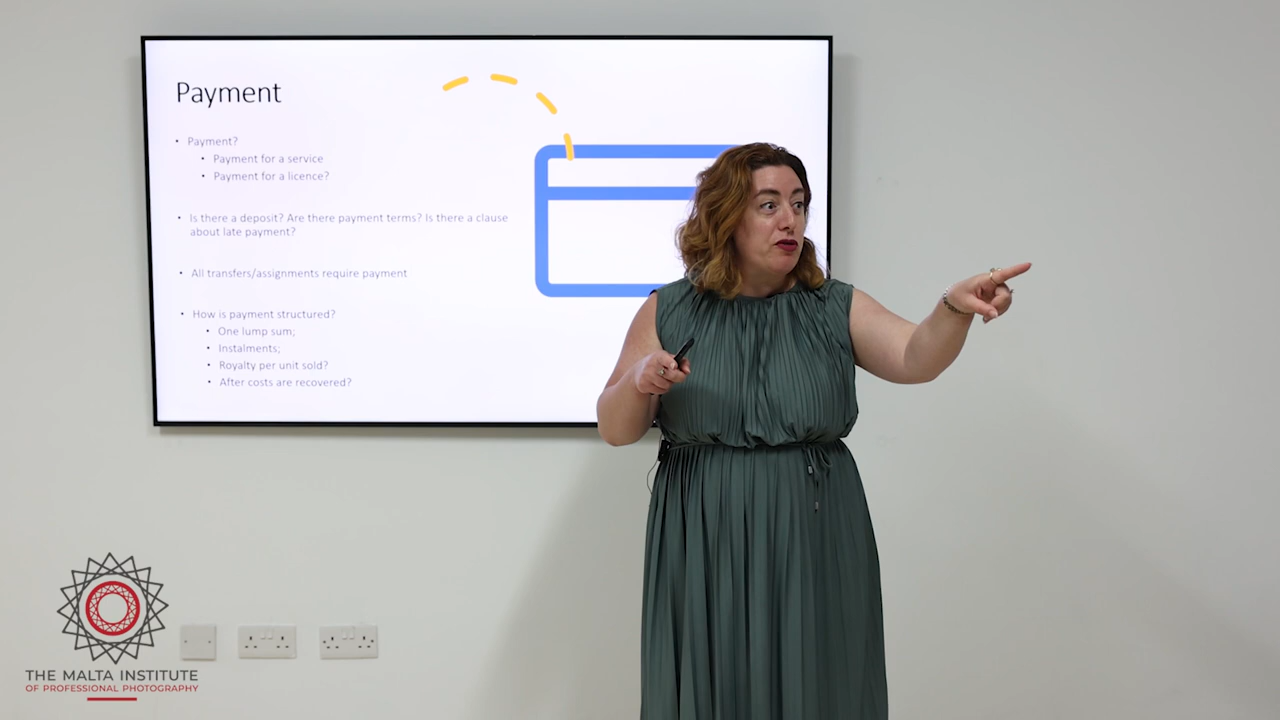 Payment
• Payment?
• Payment for a service
• Payment for a licence?
• Is there a deposit? Are there payment terms? Is there a clause
about late payment?
• All transfers/assignments require payment
• How is payment structured?
• One lump sum;
• Instalments;
• Royalty per unit sold?
• After costs are recovered?
THE MALTA INSTITUTE
OF PROFESSIONAL PHOTOGRAPHY